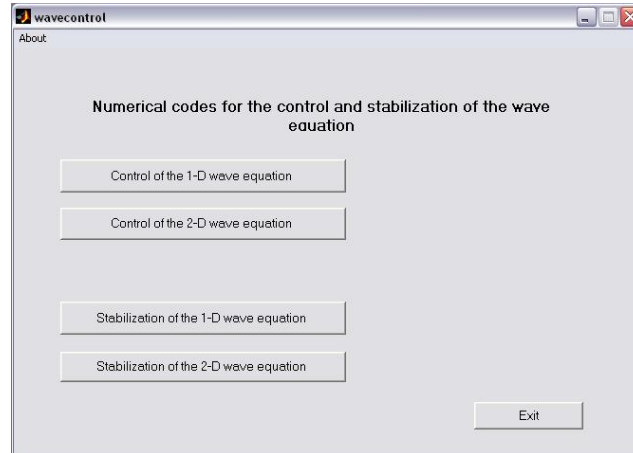 wavecontrol
About
Numerical codes for the control and stabilization of the wave
equation
Control of the 1-D wave equation
Control of the 2-D wave equation
Stabilization of the 1-D wave equation
Stabilization of the 2-D wave equation
Exit